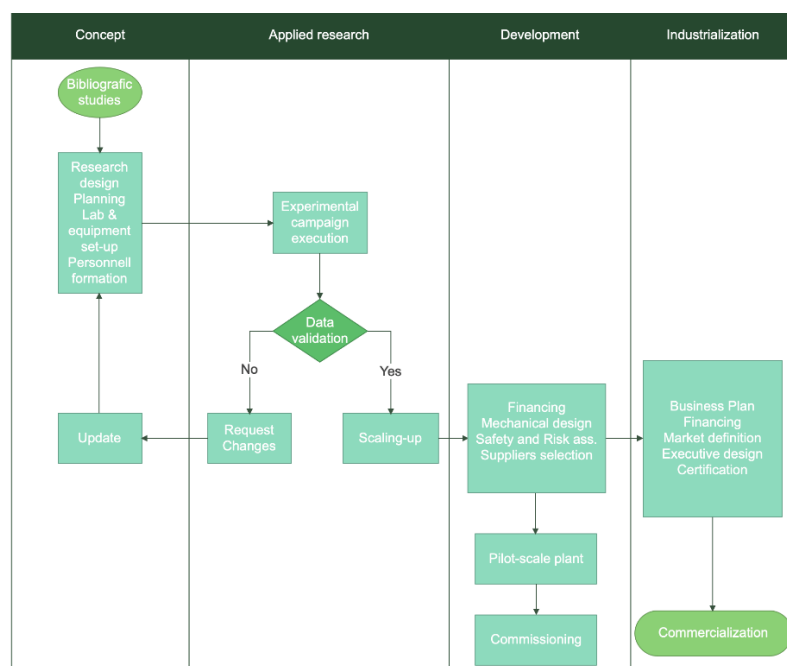 Concept
Applied research
Development
Industrialization
Bibliografic
studies
Research
design
Planning
Lab &
equipment
set-up
Personnell
formation
Experimental
campaign
execution
Data
validation
No
Yes
Update
Request
Changes
Scaling-up
Financing
Mechanical design
Safety and Risk ass.
Suppliers selection
Business Plan
Financing
Market definition
Executive design
Certification
Pilot-scale plant
Commissioning
Commercialization